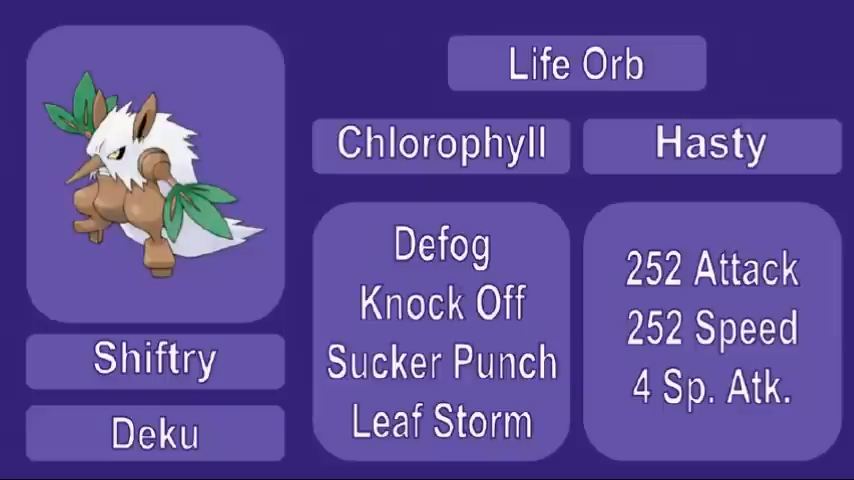 Life Orb
Chlorophyll
Hasty
Defog
Knock Off
Sucker Punch
Leaf Storm
252 Attack
252 Speed
4 Sp. Atk.
Shiftry
Deku